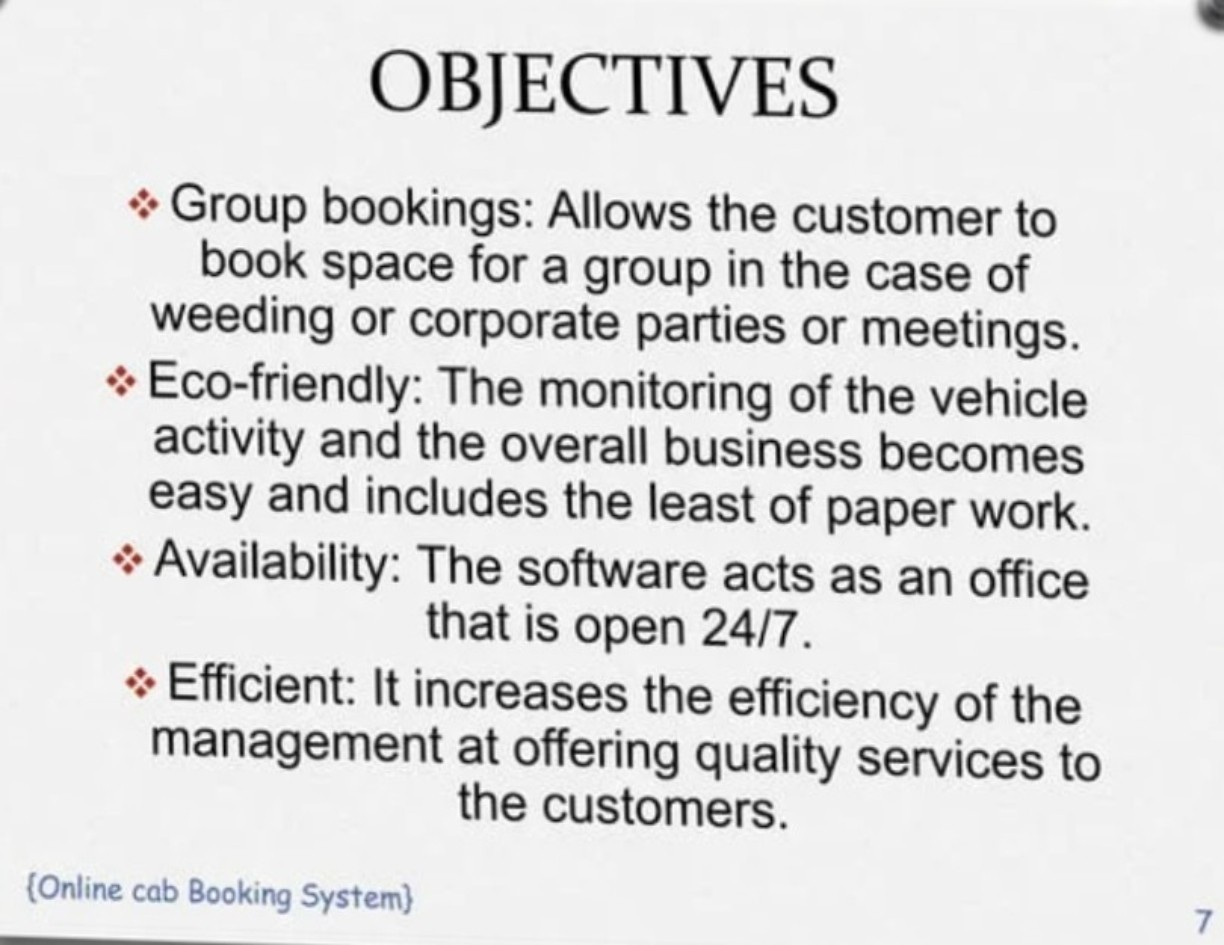 OBJECTIVES
❖ Group bookings: Allows the customer to
book space for a group in the case of
weeding or corporate parties or meetings.
❖ Eco-friendly: The monitoring of the vehicle
activity and the overall business becomes
easy and includes the least of paper work.
❖ Availability: The software acts as an office
that is open 24/7.
❖ Efficient: It increases the efficiency of the
management at offering quality services to
the customers.
{Online cab Booking System}
7